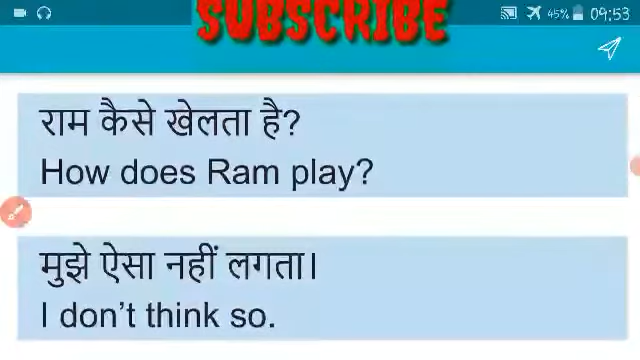 SUBSCRIBE
45% 09:53
राम कैसे खेलता है?
How does Ram play?
मुझे ऐसा नहीं लगता।
I don't think so.